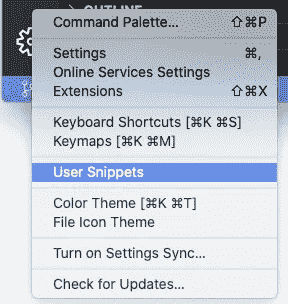 OUTLINE
Command Palette... ⇧⌘P
Settings ⌘,
Online Services Settings
Extensions ⇧⌘X
Keyboard Shortcuts [⌘K ⌘S]
Keymaps [⌘K ⌘M]
User Snippets
Color Theme [⌘K ⌘T]
File Icon Theme
Turn on Settings Sync...
Check for Updates...